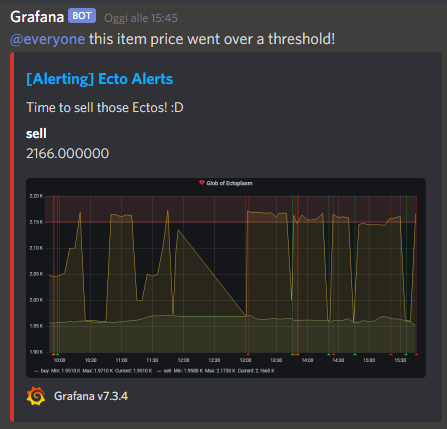 Grafana BOT Oggi alle 15:45
@everyone this item price went over a threshold!
[Alerting] Ecto Alerts
Time to sell those Ectos! :D
sell
2166.000000
Glob of Ectoplasm
2.20 K
2.15 K
2.10 K
2.05 K
2.00 K
1.95 K
1.90 K
10:00 10:30 11:00 11:30 12:00 12:30 13:00 13:30 14:00 14:30 15:00 15:30
buy Min: 1.9510 K Max: 1.9710 K Current: 1.9510 K sell Min: 1.9580 K Max: 2.1730 K Current: 2.1660 K
Grafana v7.3.4